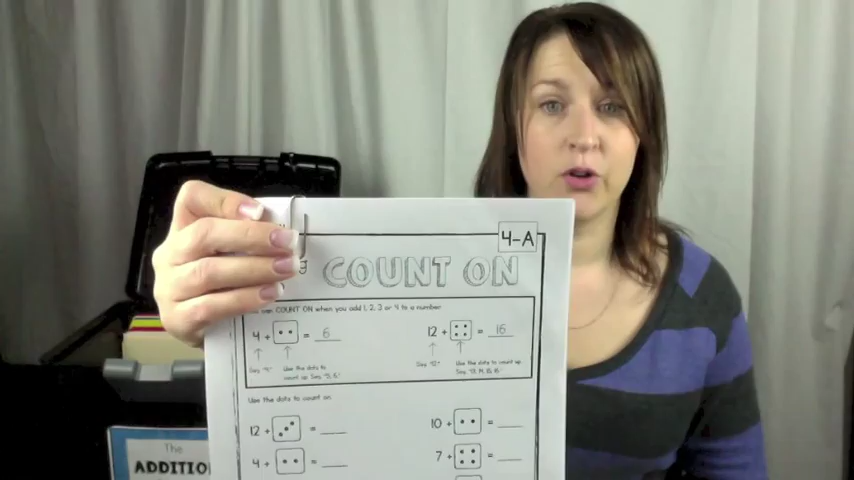 4-A
COUNT ON
can COUNT ON when you add 1, 2, 3 or 4 to a number.
4 + = 6
12 + = 16
Say "4"
Use the dots to count up. Say, "5, 6."
Say "12"
Use the dots to count up. Say, "13, 14, 15, 16."
Use the dots to count on.
12 + = ____
10 + = ____
4 + = ____
7 + = ____
The
ADDITIO